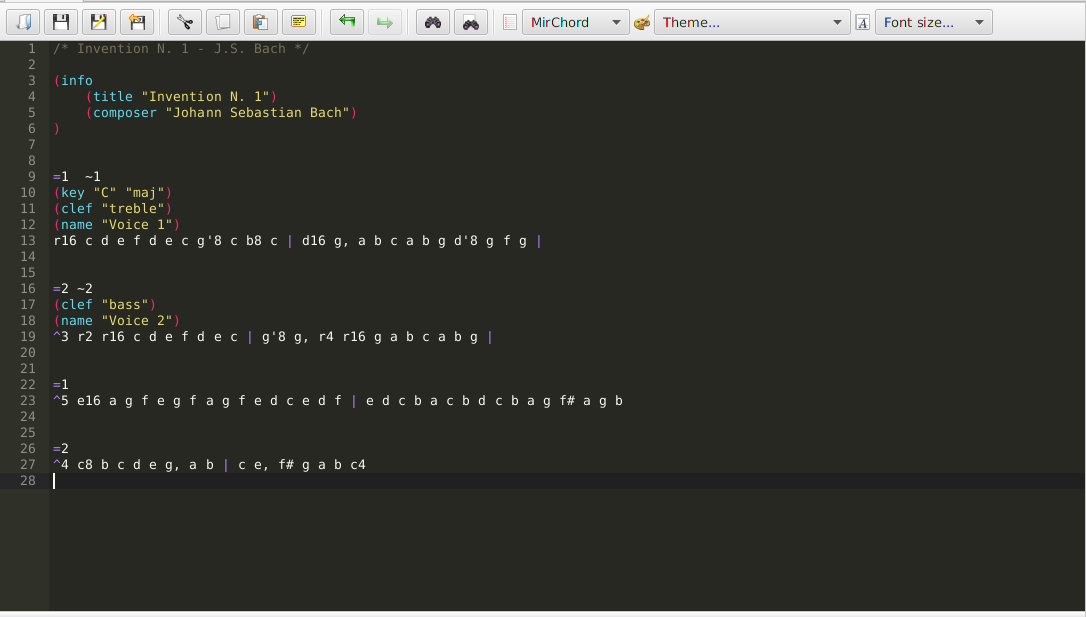 MirChord Theme... Font size...
1 /* Invention N. 1 - J.S. Bach */
2
3 (info
4 (title "Invention N. 1")
5 (composer "Johann Sebastian Bach")
6 )
7
8
9 =1  ~1
10 (key "C" "maj")
11 (clef "treble")
12 (name "Voice 1")
13 r16 c d e f d e c g'8 c b8 c | d16 g, a b c a b g d'8 g f g |
14
15
16 =2 ~2
17 (clef "bass")
18 (name "Voice 2")
19 ^3 r2 r16 c d e f d e c | g'8 g, r4 r16 g a b c a b g |
20
21
22 =1
23 ^5 e16 a g f e g f a g f e d c e d f | e d c b a c b d c b a g f# a g b
24
25
26 =2
27 ^4 c8 b c d e g, a b | c e, f# g a b c4
28